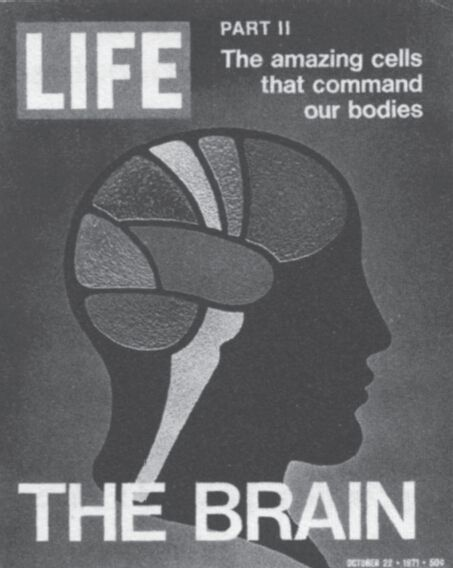 LIFE
PART II
The amazing cells
that command
our bodies
THE BRAIN
OCTOBER 22 • 1971 • 50¢